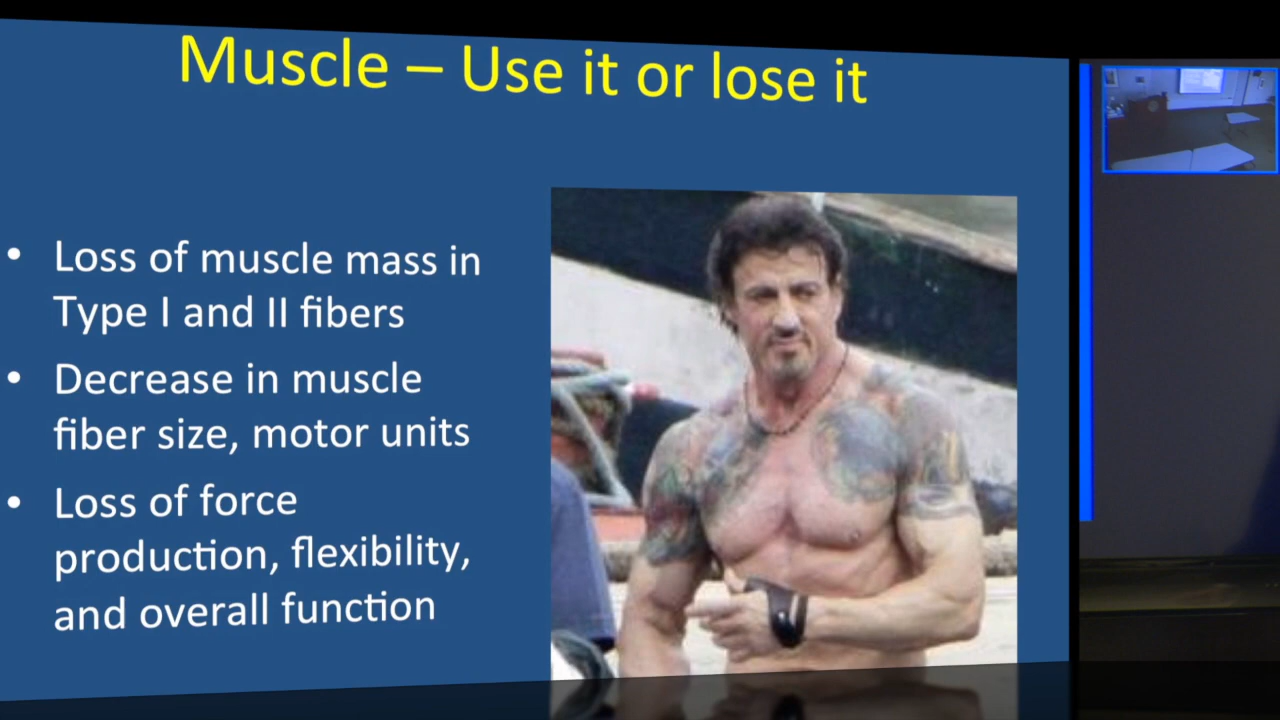 Muscle – Use it or lose it
• Loss of muscle mass in
Type I and II fibers
• Decrease in muscle
fiber size, motor units
• Loss of force
production, flexibility,
and overall function